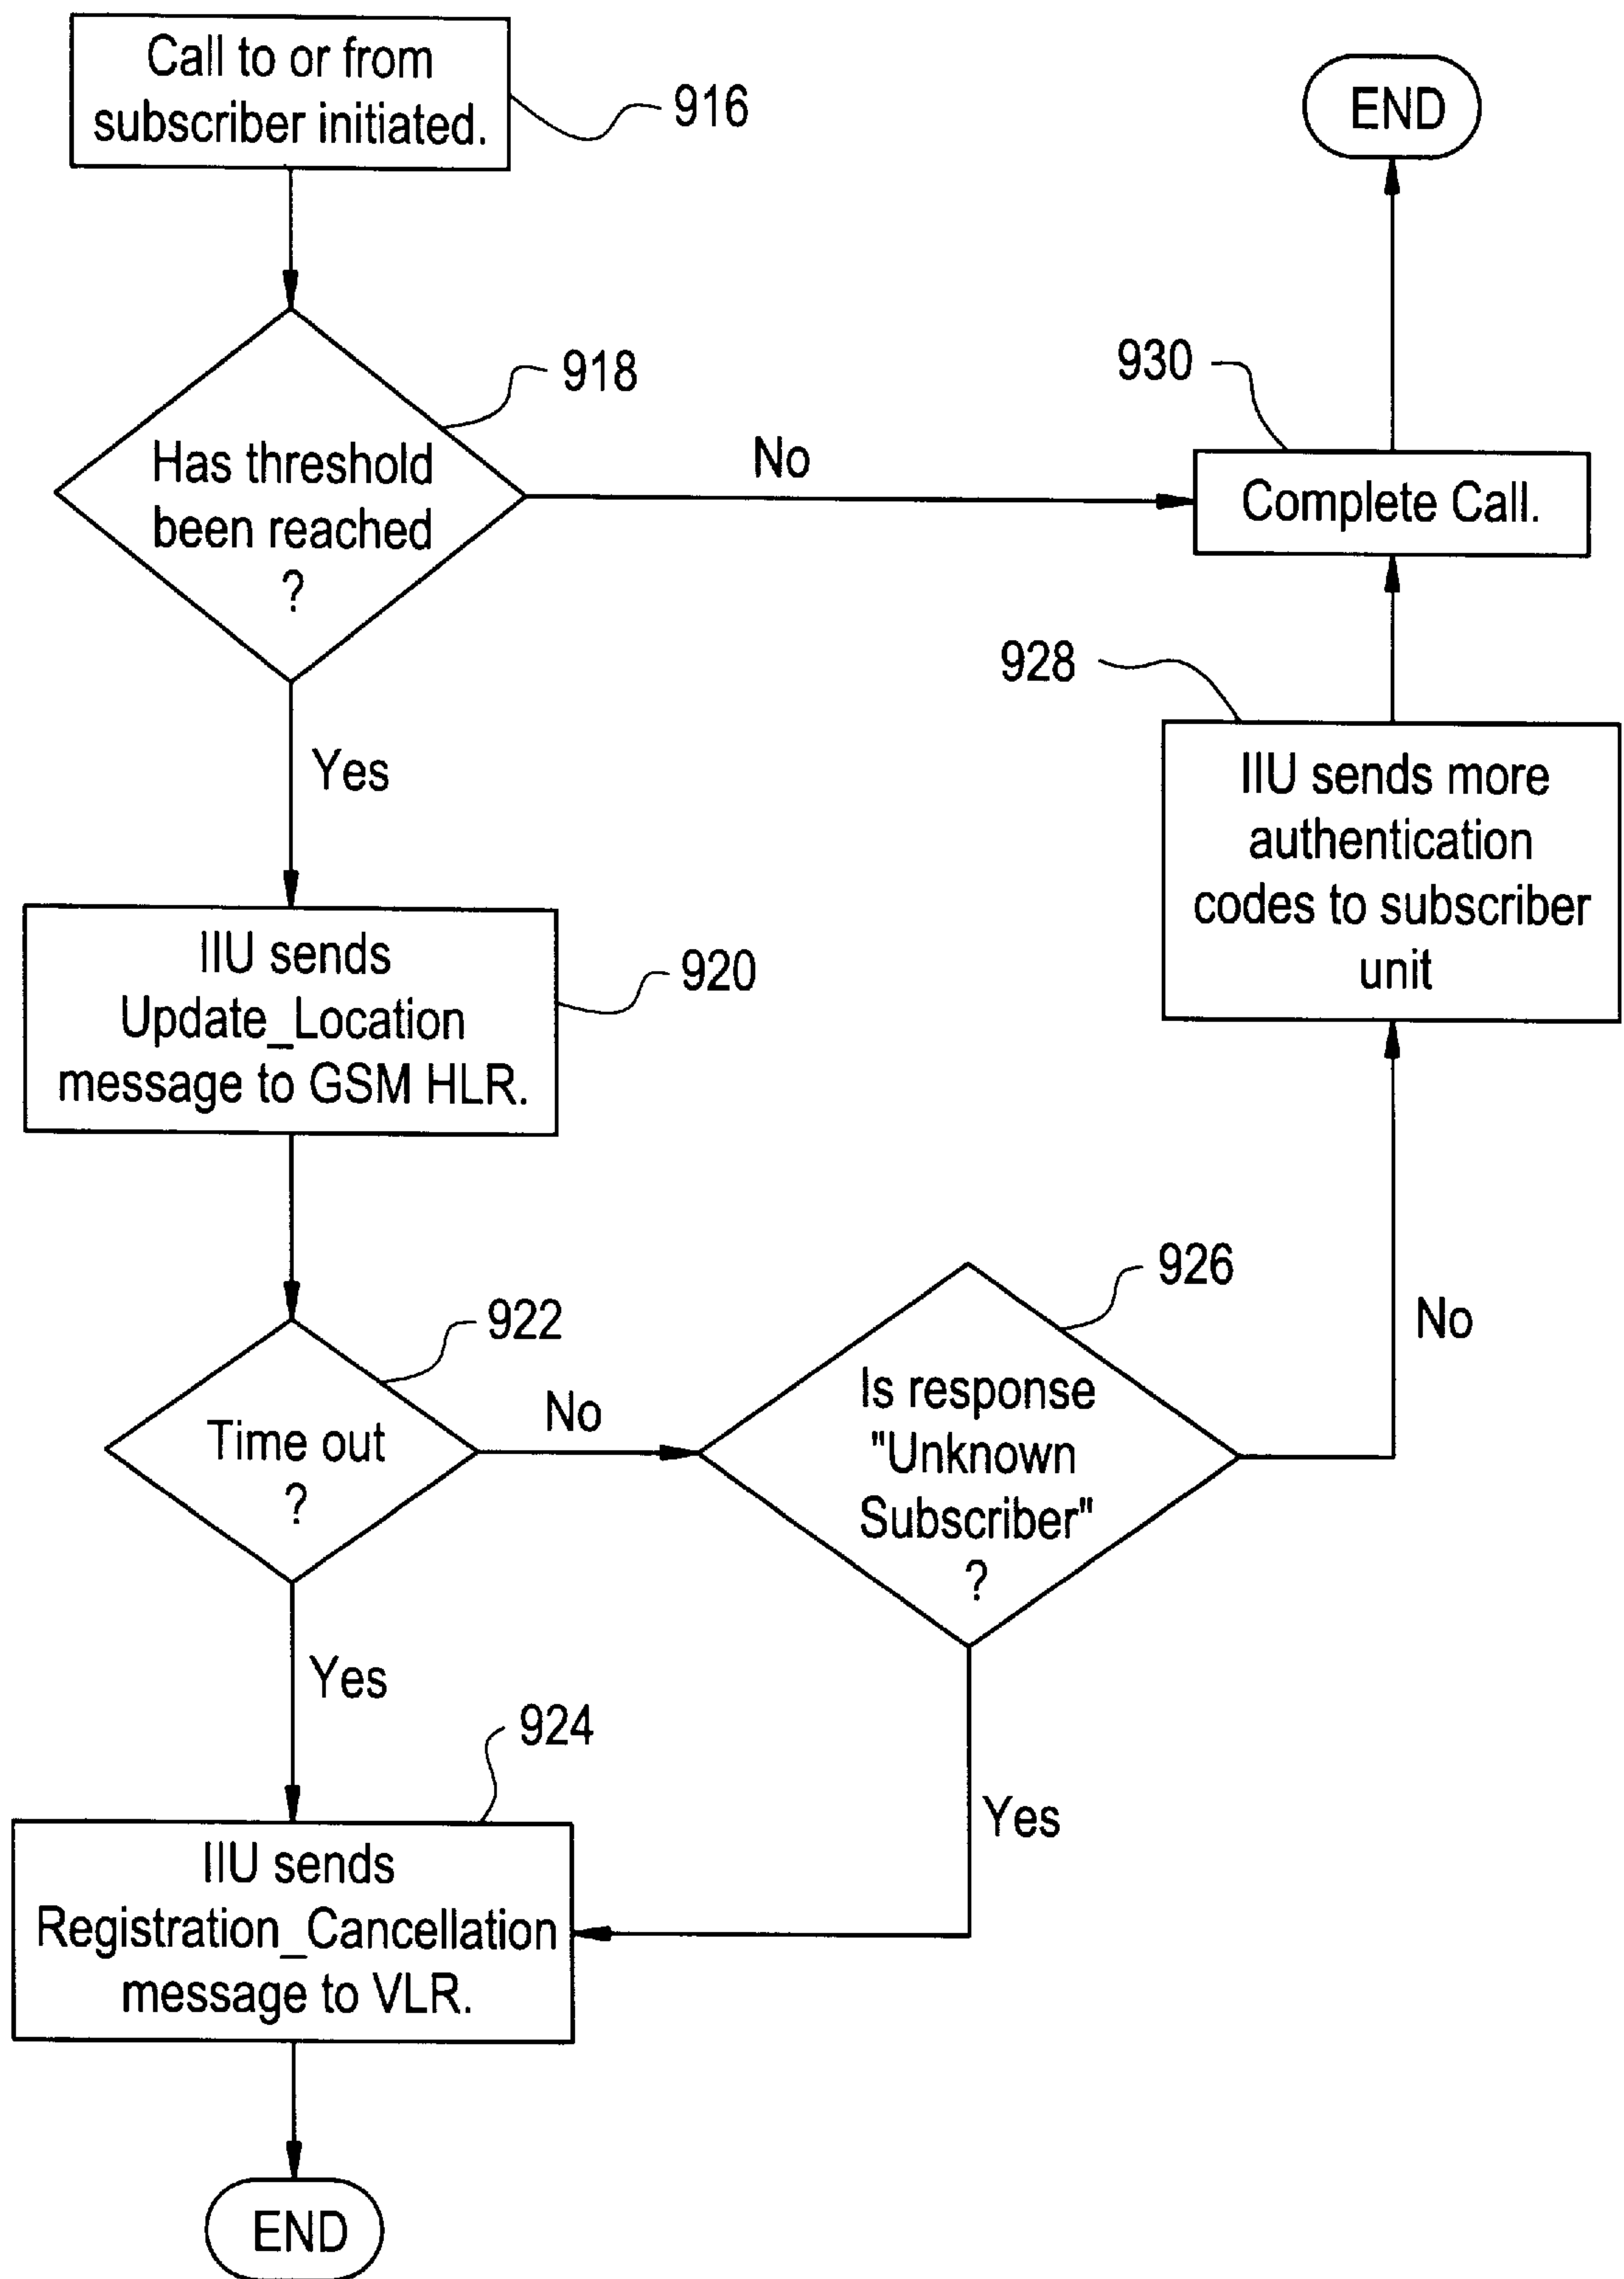 Call to or from
subscriber initiated.
916
END
918
Has threshold
been reached
?
No
930
Complete Call.
Yes
928
IIU sends more
authentication
codes to subscriber
unit
IIU sends
Update_Location
message to GSM HLR.
920
922
Time out
?
No
926
Is response
"Unknown
Subscriber"
?
No
Yes
Yes
924
IIU sends
Registration_Cancellation
message to VLR.
END